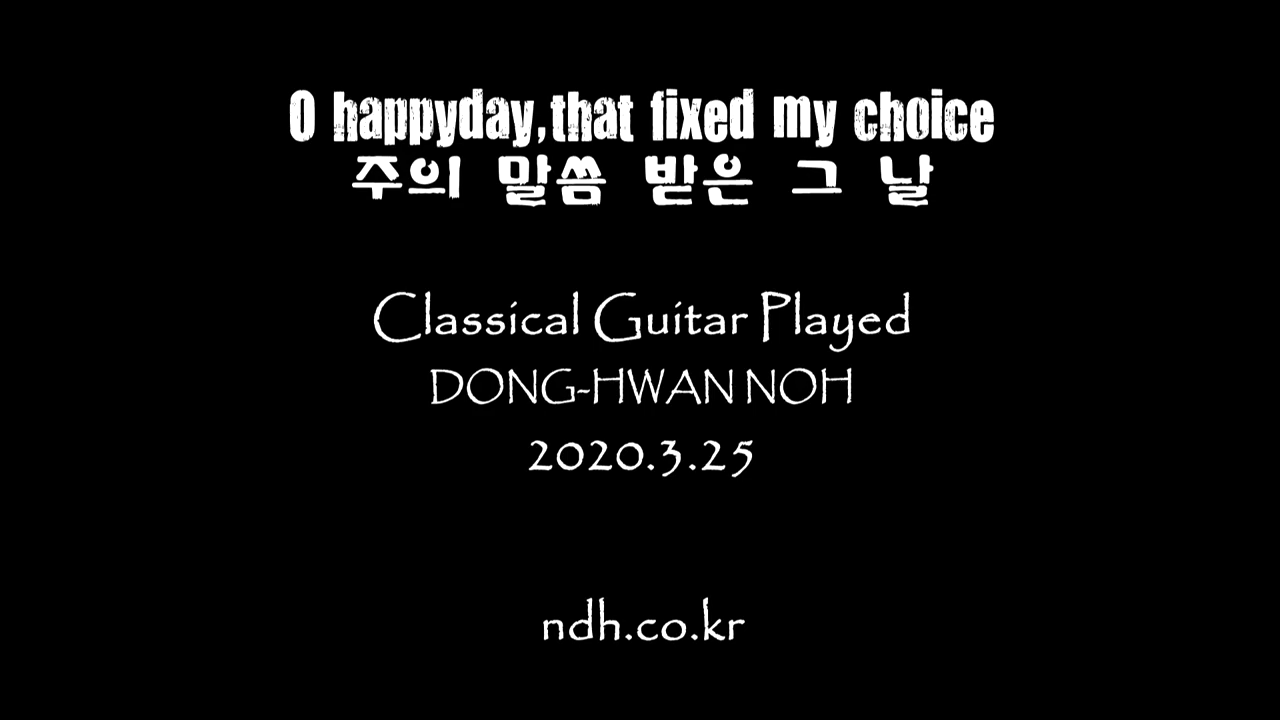 O happyday,that fixed my choice
주의 말씀 받은 그 날
Classical Guitar Played
DONG-HWAN NOH
2020.3.25
ndh.co.kr